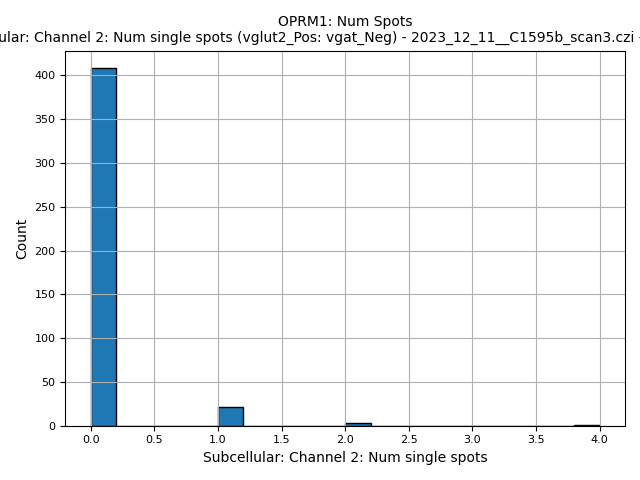 OPRM1: Num Spots
Channel 2: Num single spots (vglut2_Pos: vgat_Neg) - 2023_12_11__C1595b_scan3.czi -
400
350
300
250
200
150
100
50
0
Count
0.0 0.5 1.0 1.5 2.0 2.5 3.0 3.5 4.0
Subcellular: Channel 2: Num single spots